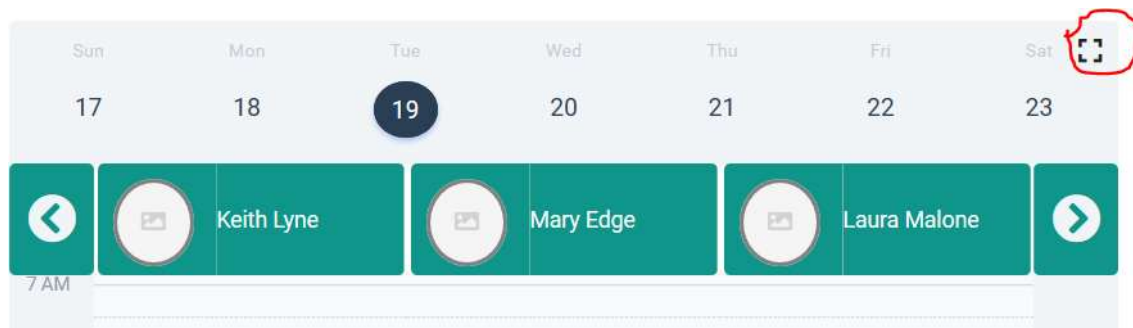 Sun Mon Tue Wed Thu Fri Sat
17 18 19 20 21 22 23
Keith Lyne Mary Edge Laura Malone
7 AM